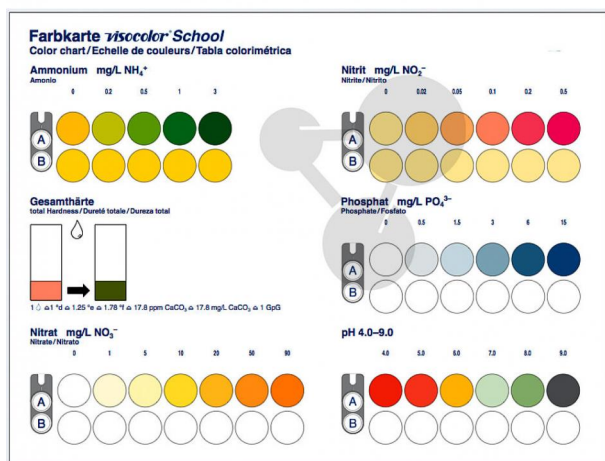 Farbkarte VISOCOLOR® School
Color chart/Echelle de couleurs/Tabla colorimétrica
Ammonium mg/L NH₄⁺
Amonio
0 0.2 0.5 1 3
A
B
Nitrit mg/L NO₂⁻
Nitrite/Nitrito
0 0.02 0.05 0.1 0.2 0.5
A
B
Gesamthärte
total Hardness/Dureté totale/Dureza total
1 ≙ 1 °d ≙ 1.25 °e ≙ 1.78 °f ≙ 17.8 ppm CaCO₃ ≙ 17.8 mg/L CaCO₃ ≙ 1 GpG
Phosphat mg/L PO₄³⁻
Phosphate/Fosfato
0 0.5 1.5 3 6 15
A
B
Nitrat mg/L NO₃⁻
Nitrate/Nitrato
0 1 5 10 20 50 90
A
B
pH 4.0–9.0
4.0 5.0 6.0 7.0 8.0 9.0
A
B